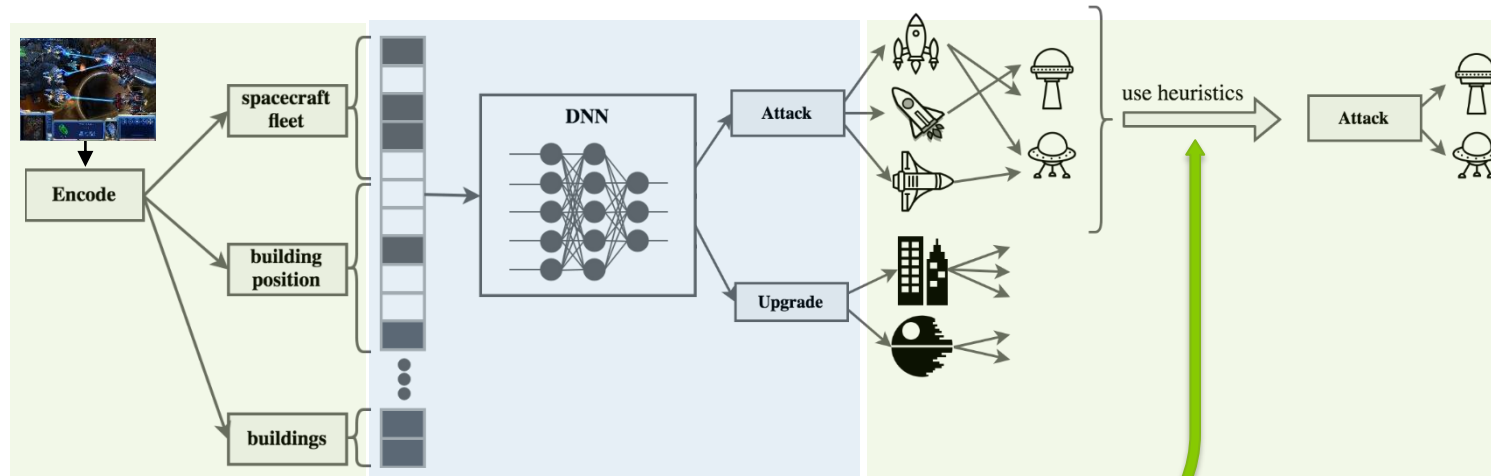 Encode
spacecraft
fleet
building
position
buildings
DNN
Attack
Upgrade
use heuristics
Attack